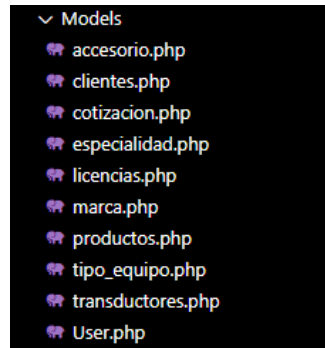 Models
accesorio.php
clientes.php
cotizacion.php
especialidad.php
licencias.php
marca.php
productos.php
tipo_equipo.php
transductores.php
User.php